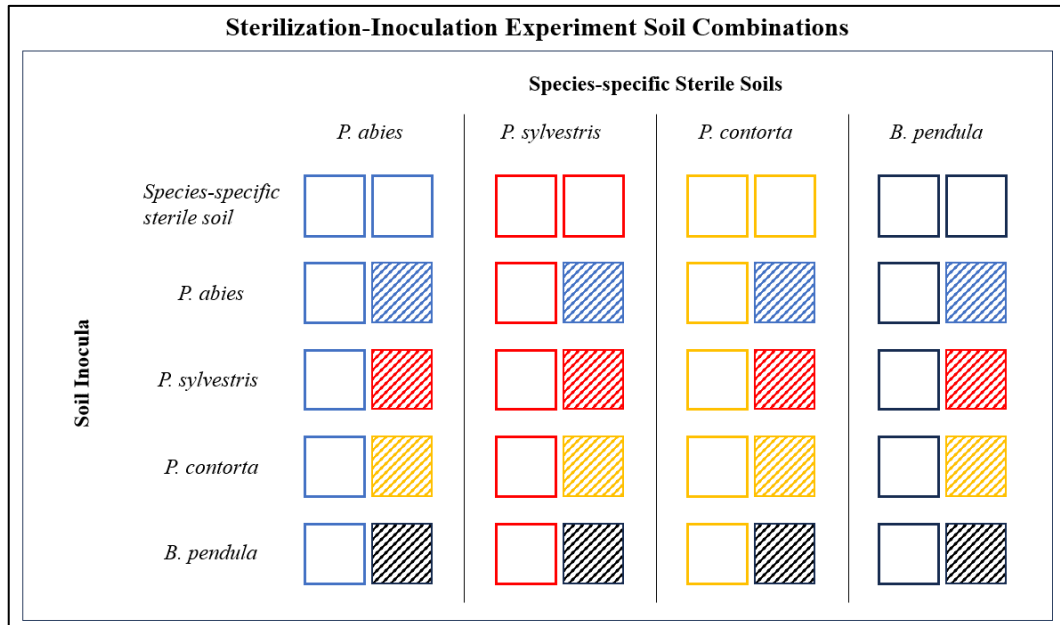 Sterilization-Inoculation Experiment Soil Combinations
Species-specific Sterile Soils
P. abies
P. sylvestris
P. contorta
B. pendula
Soil Inocula
Species-specific
sterile soil
P. abies
P. sylvestris
P. contorta
B. pendula